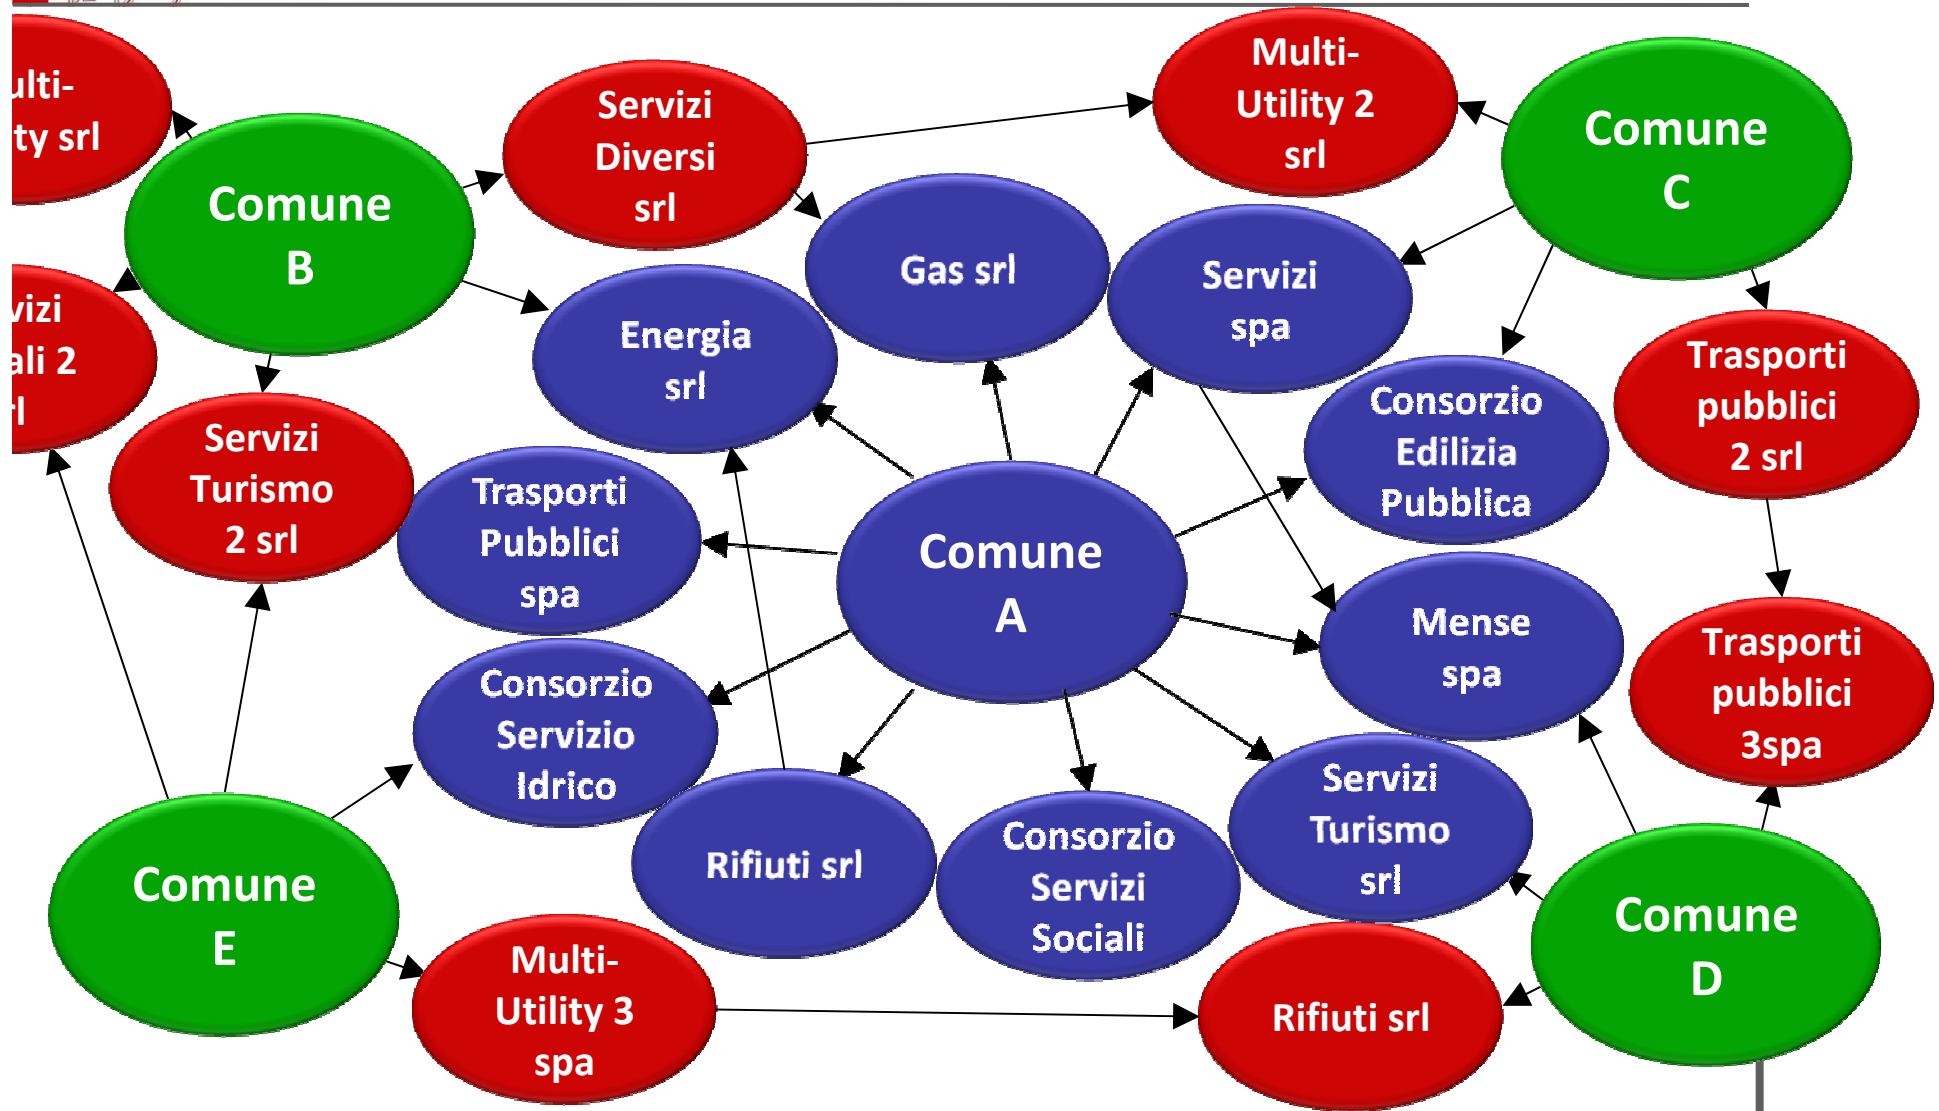 ulti-
ty srl
Comune
B
Servizi
Diversi
srl
Multi-
Utility 2
srl
Comune
C
Gas srl
Servizi
spa
vizi
ali 2
rl
Energia
srl
Trasporti
pubblici
2 srl
Consorzio
Edilizia
Pubblica
Servizi
Turismo
2 srl
Trasporti
Pubblici
spa
Comune
A
Mense
spa
Trasporti
pubblici
3spa
Consorzio
Servizio
Idrico
Servizi
Turismo
srl
Rifiuti srl
Consorzio
Servizi
Sociali
Comune
E
Comune
D
Multi-
Utility 3
spa
Rifiuti srl